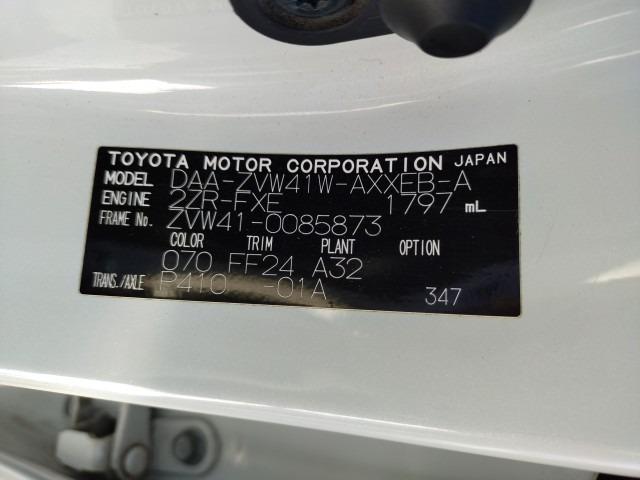 TOYOTA MOTOR CORPORATION JAPAN
MODEL DAA-ZVW41W-AXXEB-A
ENGINE 2ZR-FXE 1797 mL
FRAME No. ZVW41-0085873
COLOR TRIM PLANT OPTION
070 FF24 A32
TRANS./AXLE P410 -01A 347